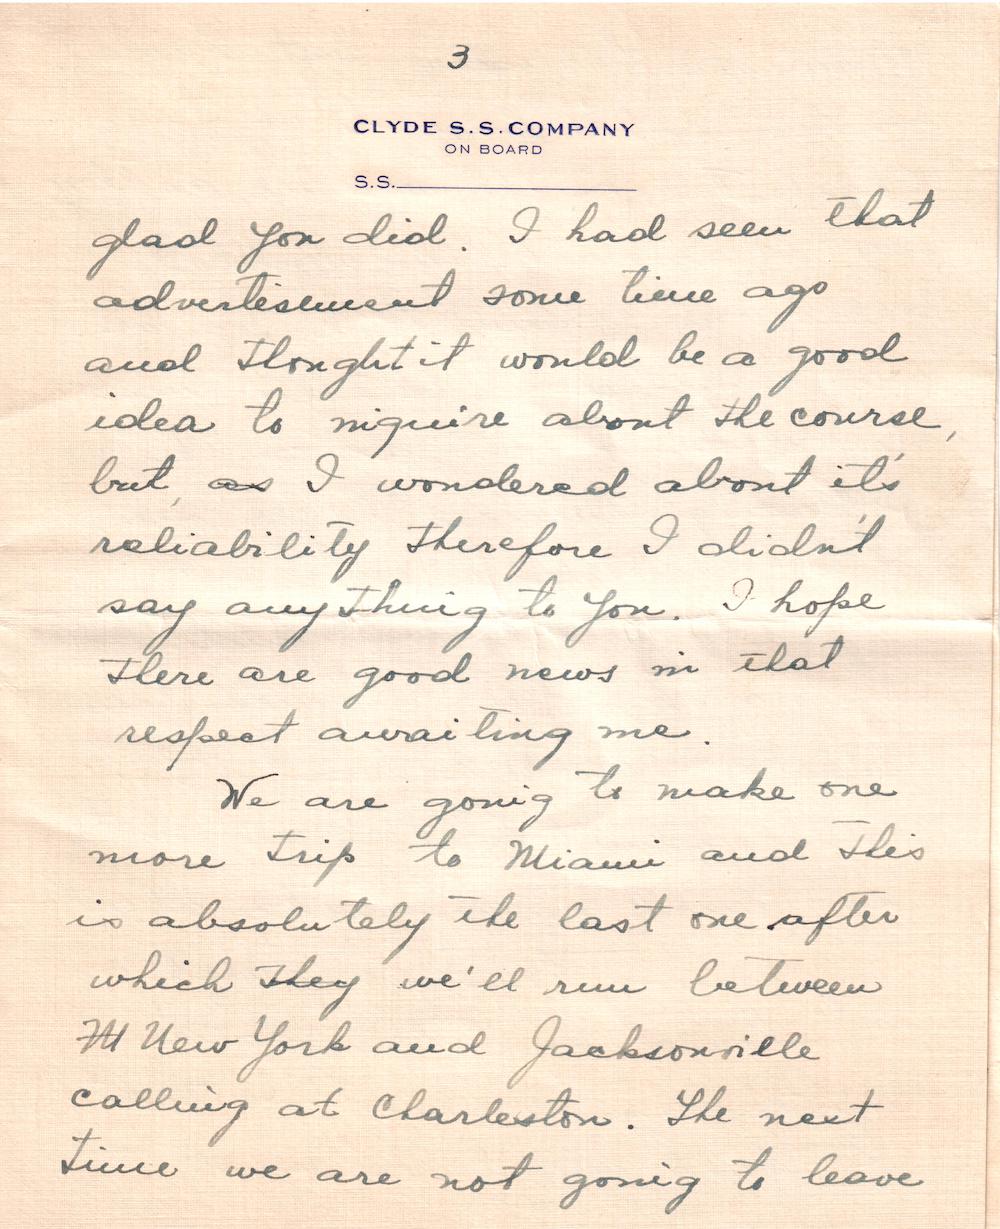 3
CLYDE S.S. COMPANY
ON BOARD
S.S.
glad you did. I had seen that
advertisement some time ago
and thought it would be a good
idea to inquire about the course,
but, as I wondered about it's
reliability therefore I didn't
say anything to you. I hope
there are good news in that
respect awaiting me.
We are going to make one
more trip to Miami and this
is absolutely the last one after
which they we'll run between
New York and Jacksonville
calling at Charleston. The next
time we are not going to leave